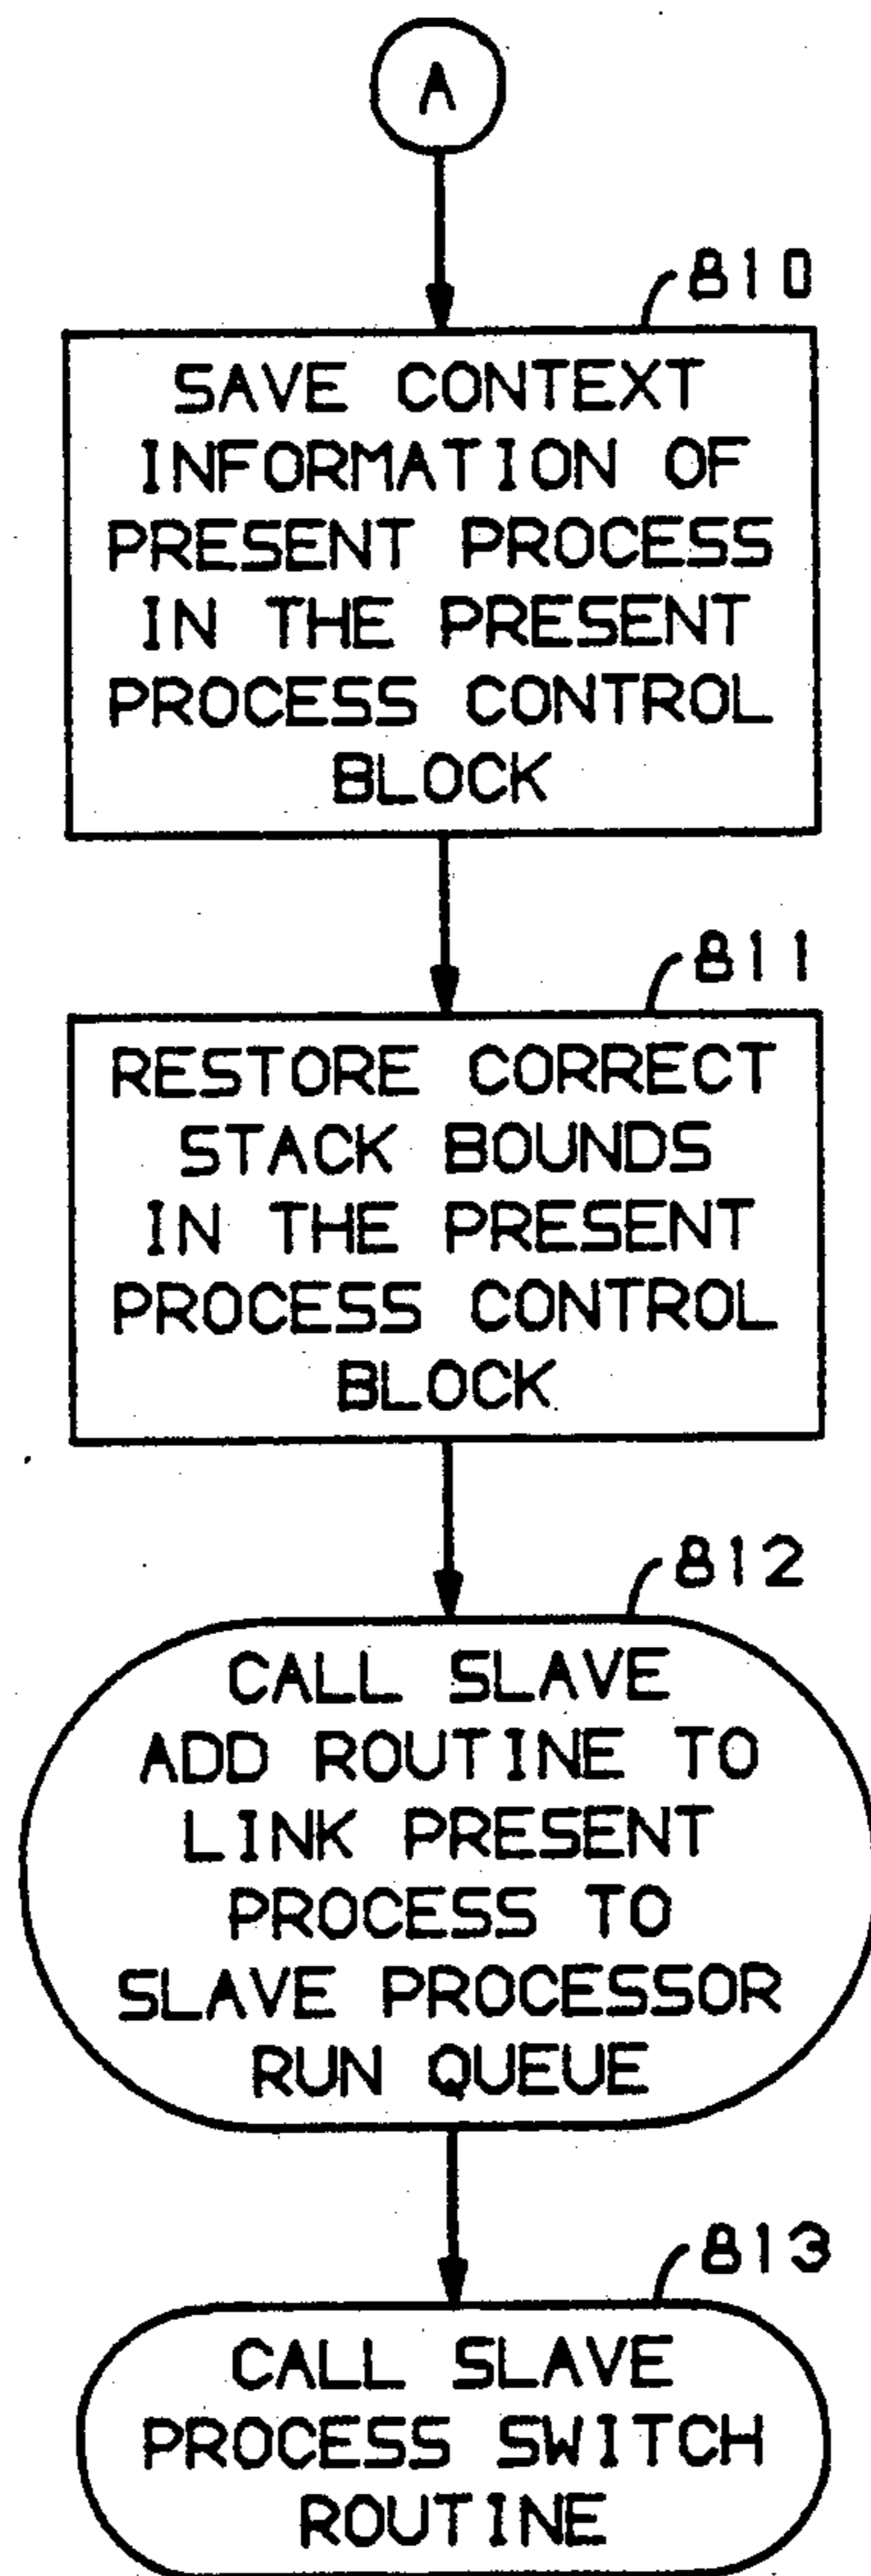 A
810
SAVE CONTEXT
INFORMATION OF
PRESENT PROCESS
IN THE PRESENT
PROCESS CONTROL
BLOCK
811
RESTORE CORRECT
STACK BOUNDS
IN THE PRESENT
PROCESS CONTROL
BLOCK
812
CALL SLAVE
ADD ROUTINE TO
LINK PRESENT
PROCESS TO
SLAVE PROCESSOR
RUN QUEUE
813
CALL SLAVE
PROCESS SWITCH
ROUTINE